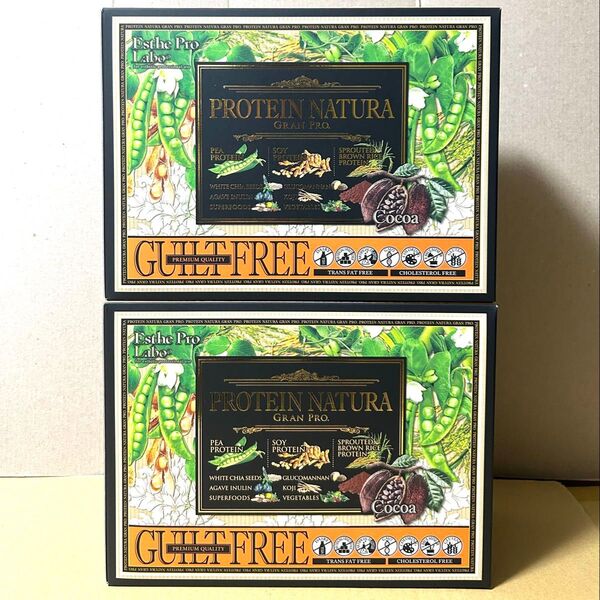 Esthe Pro
Labo
PROTEIN NATURA
GRAN PRO.
PEA
PROTEIN
SOY
PROTEIN
SPROUTED
BROWN RICE
PROTEIN
WHITE CHIA SEEDS
GLUCOMANNAN
AGAVE INULIN
KOJI
SUPERFOODS
VEGETABLES
Cocoa
GUILT FREE
PREMIUM QUALITY
TRANS FAT FREE
CHOLESTEROL FREE
Esthe Pro
Labo
PROTEIN NATURA
GRAN PRO.
PEA
PROTEIN
SOY
PROTEIN
SPROUTED
BROWN RICE
PROTEIN
WHITE CHIA SEEDS
GLUCOMANNAN
AGAVE INULIN
KOJI
SUPERFOODS
VEGETABLES
Cocoa
GUILT FREE
PREMIUM QUALITY
TRANS FAT FREE
CHOLESTEROL FREE